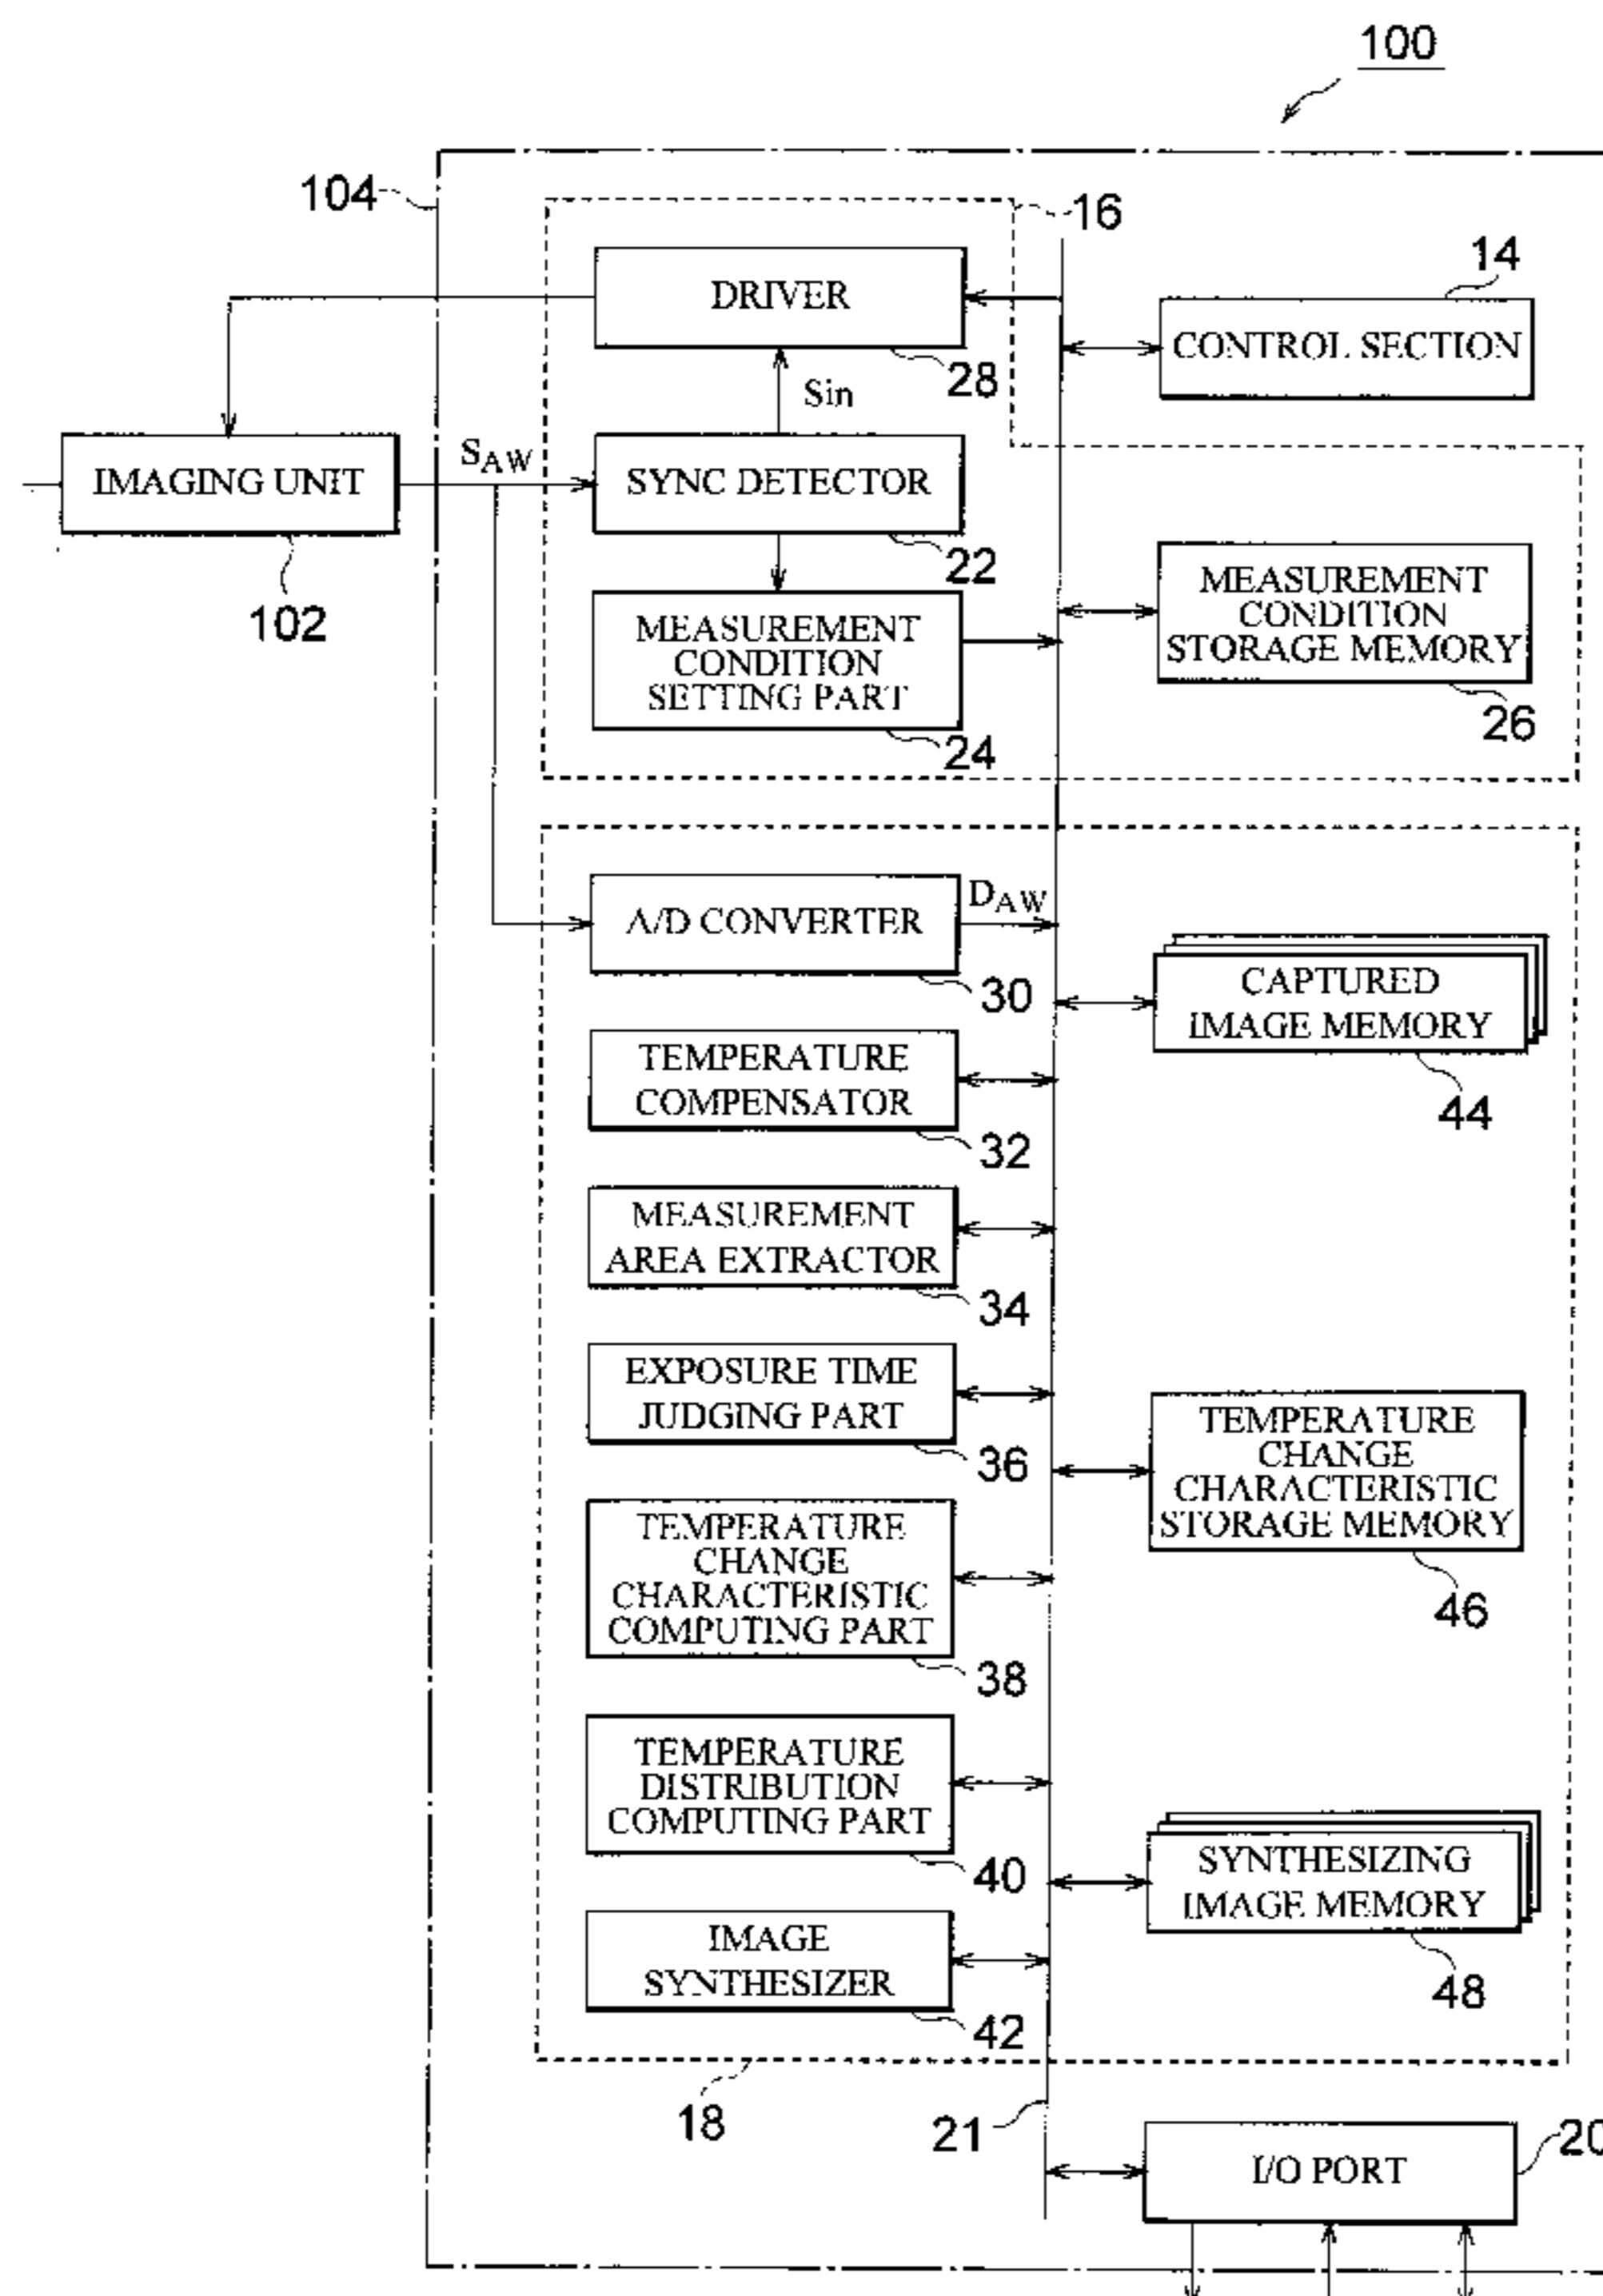 100
104
16
DRIVER
28
14
CONTROL SECTION
Sin
IMAGING UNIT
102
SAW
SYNC DETECTOR
22
MEASUREMENT
CONDITION
SETTING PART
24
MEASUREMENT
CONDITION
STORAGE MEMORY
26
A/D CONVERTER
30
DAW
CAPTURED
IMAGE MEMORY
44
TEMPERATURE
COMPENSATOR
32
MEASUREMENT
AREA EXTRACTOR
34
EXPOSURE TIME
JUDGING PART
36
TEMPERATURE
CHANGE
CHARACTERISTIC
STORAGE MEMORY
46
TEMPERATURE
CHANGE
CHARACTERISTIC
COMPUTING PART
38
TEMPERATURE
DISTRIBUTION
COMPUTING PART
40
SYNTHESIZING
IMAGE MEMORY
48
IMAGE
SYNTHESIZER
42
18
21
I/O PORT
20